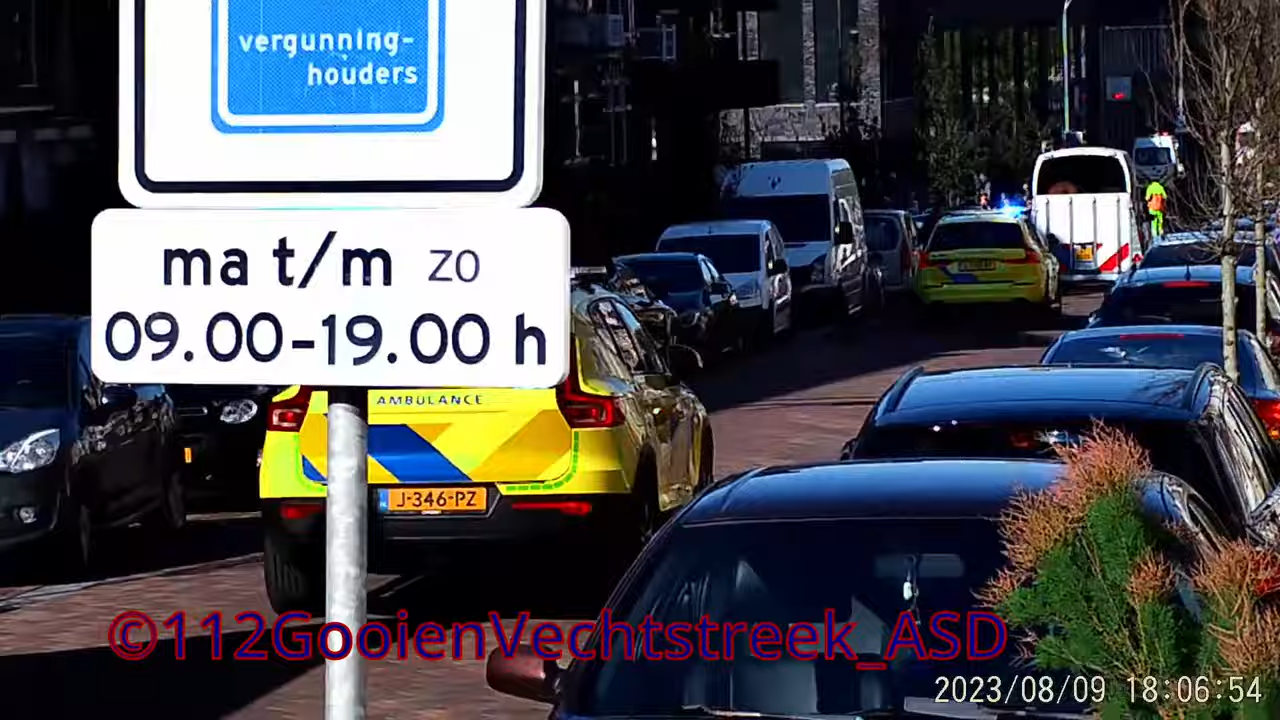 vergunning-
houders
ma t/m zo
09.00-19.00 h
AMBULANCE
J-346-PZ
©112GooienVechtstreek_ASD
2023/08/09 18:06:54